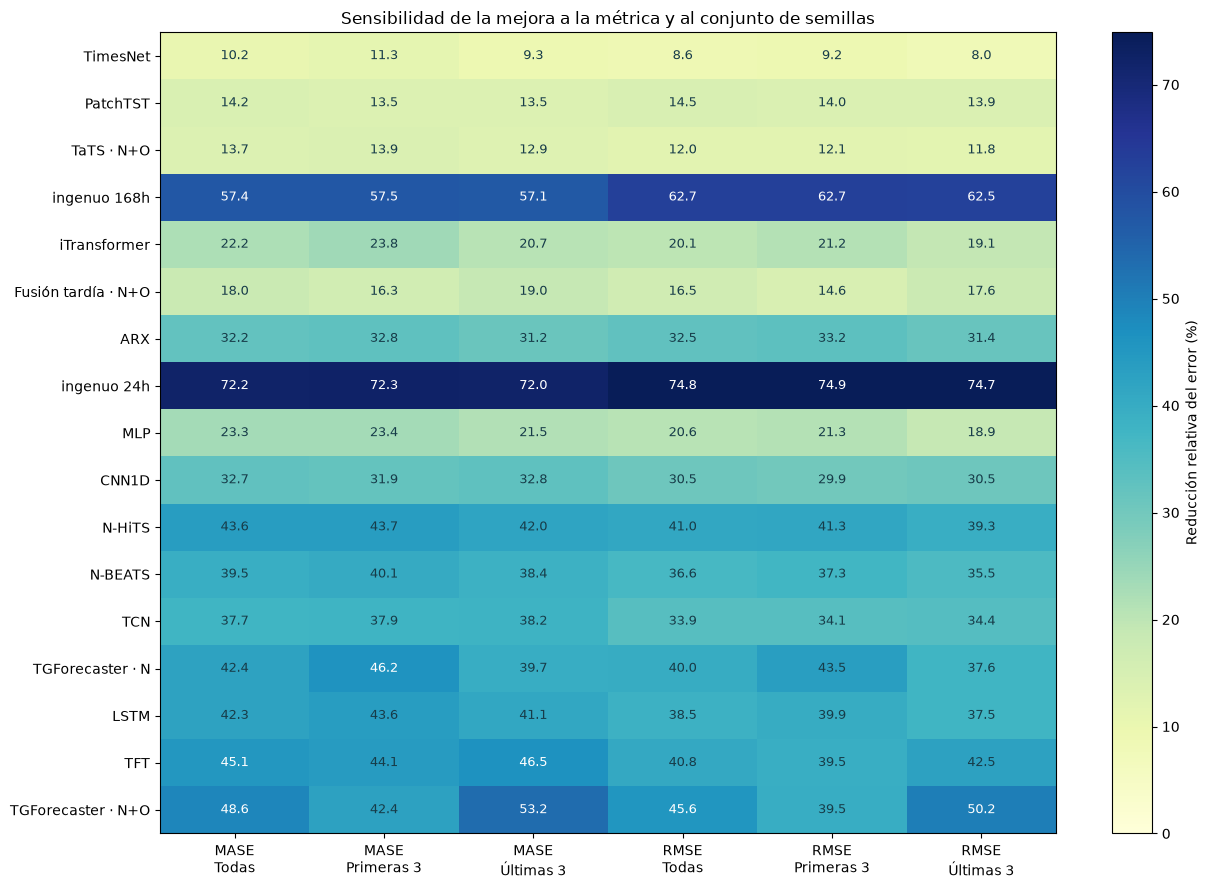 Sensibilidad de la mejora a la métrica y al conjunto de semillas
TimesNet 10.2 11.3 9.3 8.6 9.2 8.0
PatchTST 14.2 13.5 13.5 14.5 14.0 13.9
TaTS · N+O 13.7 13.9 12.9 12.0 12.1 11.8
ingenuo 168h 57.4 57.5 57.1 62.7 62.7 62.5
iTransformer 22.2 23.8 20.7 20.1 21.2 19.1
Fusión tardía · N+O 18.0 16.3 19.0 16.5 14.6 17.6
ARX 32.2 32.8 31.2 32.5 33.2 31.4
ingenuo 24h 72.2 72.3 72.0 74.8 74.9 74.7
MLP 23.3 23.4 21.5 20.6 21.3 18.9
CNN1D 32.7 31.9 32.8 30.5 29.9 30.5
N-HiTS 43.6 43.7 42.0 41.0 41.3 39.3
N-BEATS 39.5 40.1 38.4 36.6 37.3 35.5
TCN 37.7 37.9 38.2 33.9 34.1 34.4
TGForecaster · N 42.4 46.2 39.7 40.0 43.5 37.6
LSTM 42.3 43.6 41.1 38.5 39.9 37.5
TFT 45.1 44.1 46.5 40.8 39.5 42.5
TGForecaster · N+O 48.6 42.4 53.2 45.6 39.5 50.2
MASE MASE MASE RMSE RMSE RMSE
Todas Primeras 3 Últimas 3 Todas Primeras 3 Últimas 3
70
60
50
40
30
20
10
0
Reducción relativa del error (%)